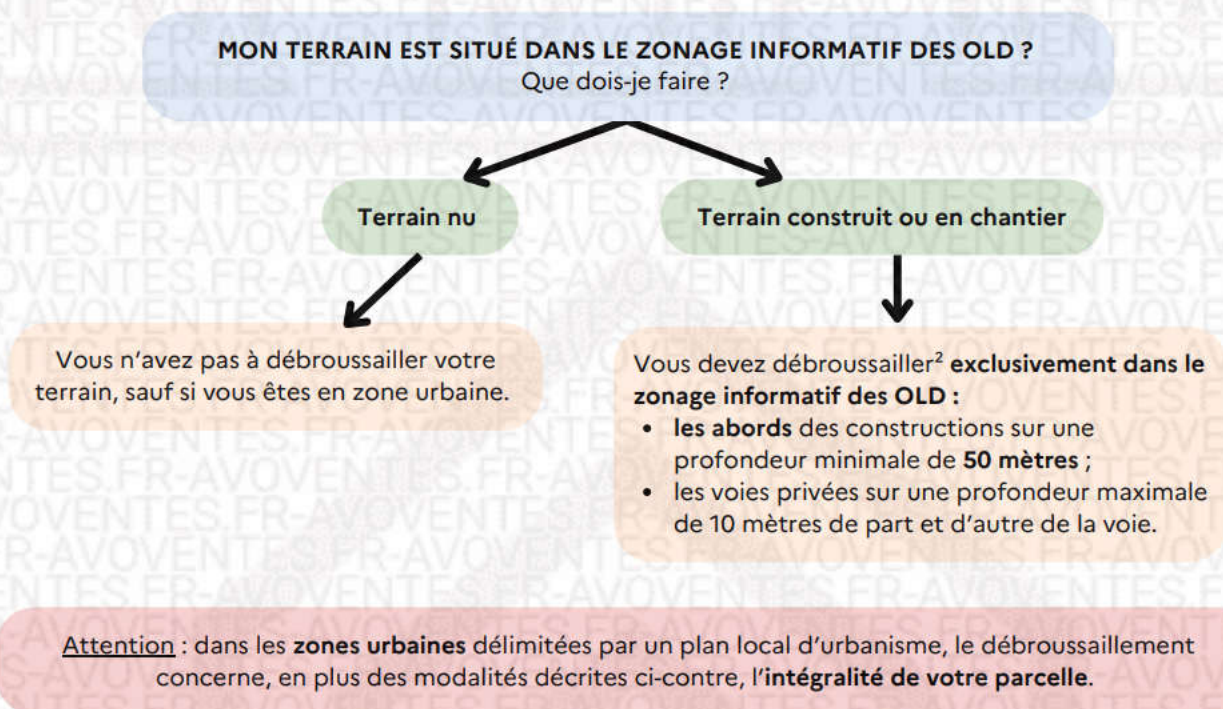 MON TERRAIN EST SITUÉ DANS LE ZONAGE INFORMATIF DES OLD ?
Que dois-je faire ?
Terrain nu
Terrain construit ou en chantier
Vous n'avez pas à débroussailler votre
terrain, sauf si vous êtes en zone urbaine.
Vous devez débroussailler² exclusivement dans le
zonage informatif des OLD :
• les abords des constructions sur une
profondeur minimale de 50 mètres ;
• les voies privées sur une profondeur maximale
de 10 mètres de part et d'autre de la voie.
Attention : dans les zones urbaines délimitées par un plan local d'urbanisme, le débroussaillement
concerne, en plus des modalités décrites ci-contre, l'intégralité de votre parcelle.